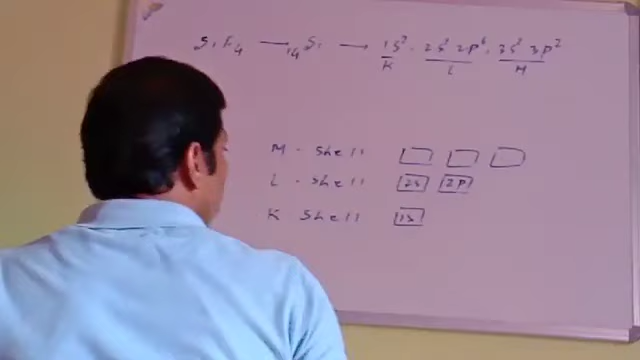 SiF4 → 14Si → 1s² . 2s² 2p⁶ . 3s² 3p²
K L M
M - Shell
L - Shell 2s 2p
K Shell 1s